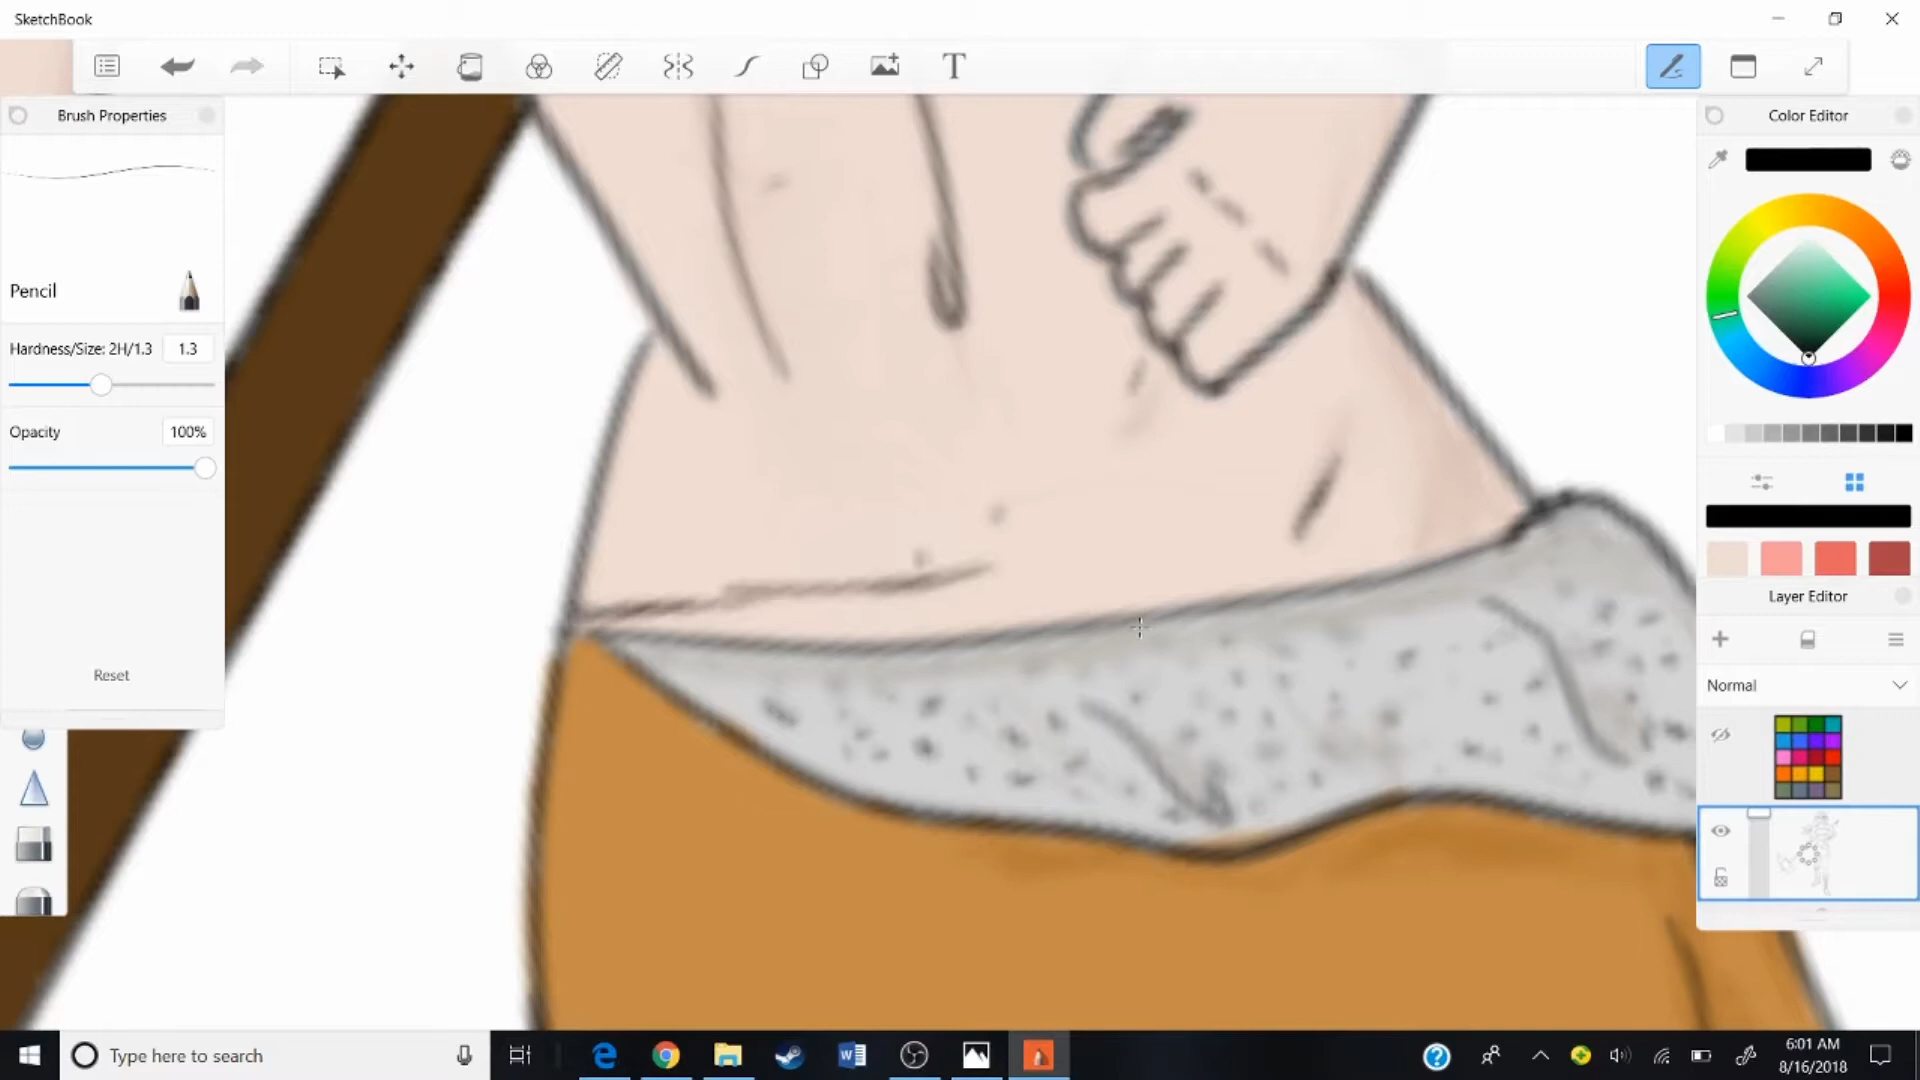 SketchBook
T
Brush Properties
Pencil
Hardness/Size: 2H/1.3 1.3
Opacity 100%
Reset
Color Editor
Layer Editor
Normal
Type here to search
6:01 AM
8/16/2018